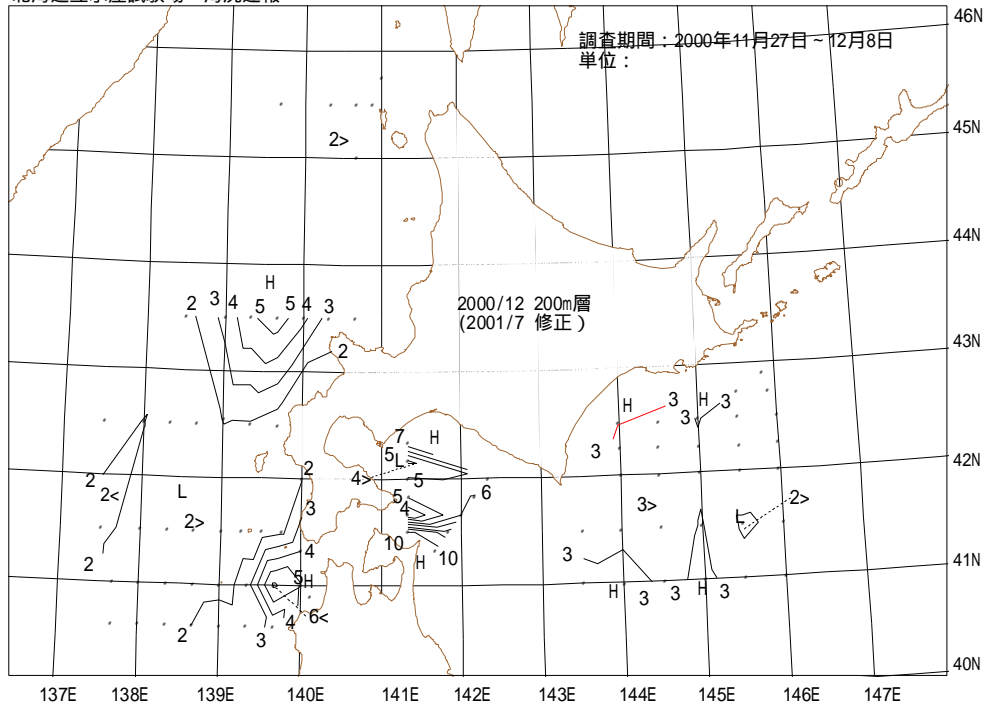 調査期間：2000年11月27日～12月8日
単位：
46N
45N
2>
44N
H
2 3 4 5 5 4 3
2000/12 200m層
(2001/7 修正)
43N
2
3 H 3 H 3
3
7 H
5 L
4> 5
42N
2 2
2< L 3 5 6
2> 4 3> L 2>
10 10
2 4 H 3
41N
5 H
6< H 3 3 H 3
2 3 4
40N
137E 138E 139E 140E 141E 142E 143E 144E 145E 146E 147E